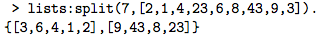 > lists:split(7,[2,1,4,23,6,8,43,9,3]).
{[3,6,4,1,2],[9,43,8,23]}